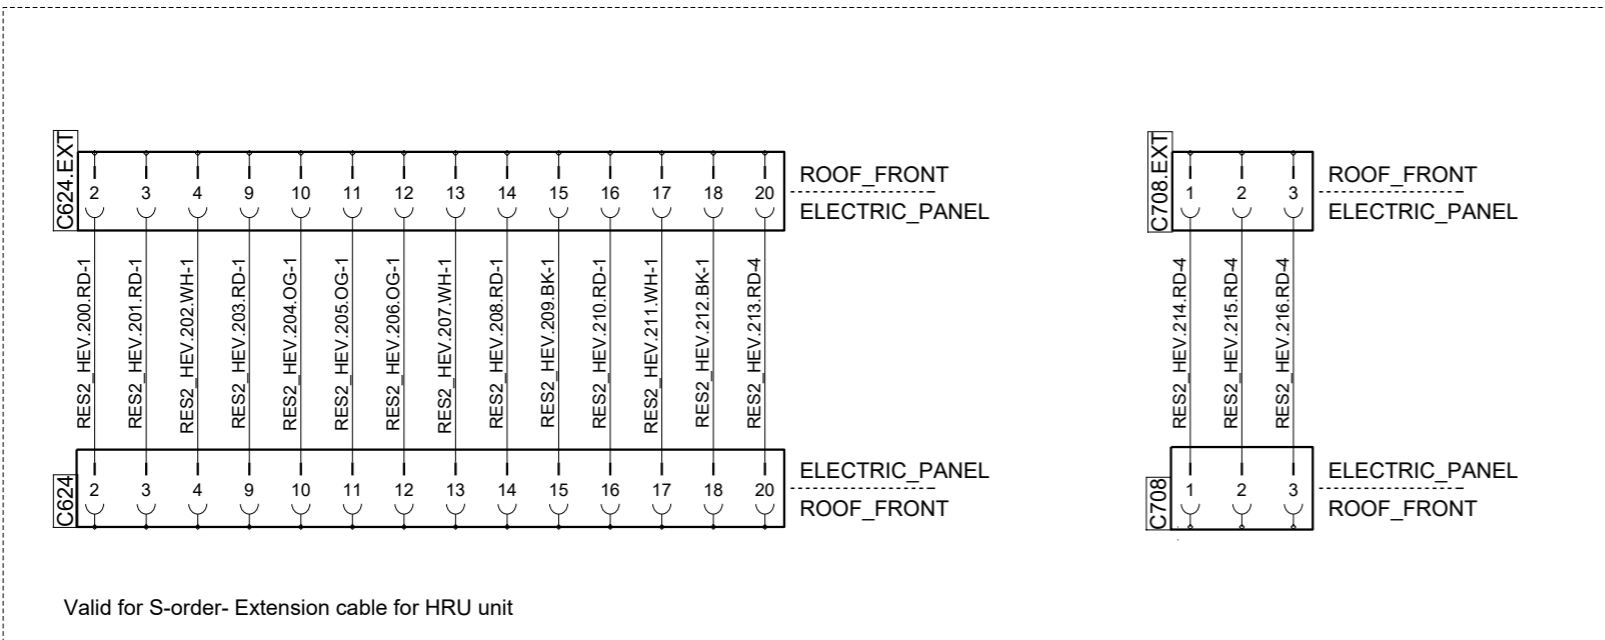 C624.EXT
2 3 4 9 10 11 12 13 14 15 16 17 18 20
ROOF_FRONT
ELECTRIC_PANEL
RES2_HEV.200.RD-1
RES2_HEV.201.RD-1
RES2_HEV.202.WH-1
RES2_HEV.203.RD-1
RES2_HEV.204.OG-1
RES2_HEV.205.OG-1
RES2_HEV.206.OG-1
RES2_HEV.207.WH-1
RES2_HEV.208.RD-1
RES2_HEV.209.BK-1
RES2_HEV.210.RD-1
RES2_HEV.211.WH-1
RES2_HEV.212.BK-1
RES2_HEV.213.RD-4
C624
2 3 4 9 10 11 12 13 14 15 16 17 18 20
ELECTRIC_PANEL
ROOF_FRONT
C708.EXT
1 2 3
ROOF_FRONT
ELECTRIC_PANEL
RES2_HEV.214.RD-4
RES2_HEV.215.RD-4
RES2_HEV.216.RD-4
C708
1 2 3
ELECTRIC_PANEL
ROOF_FRONT
Valid for S-order- Extension cable for HRU unit